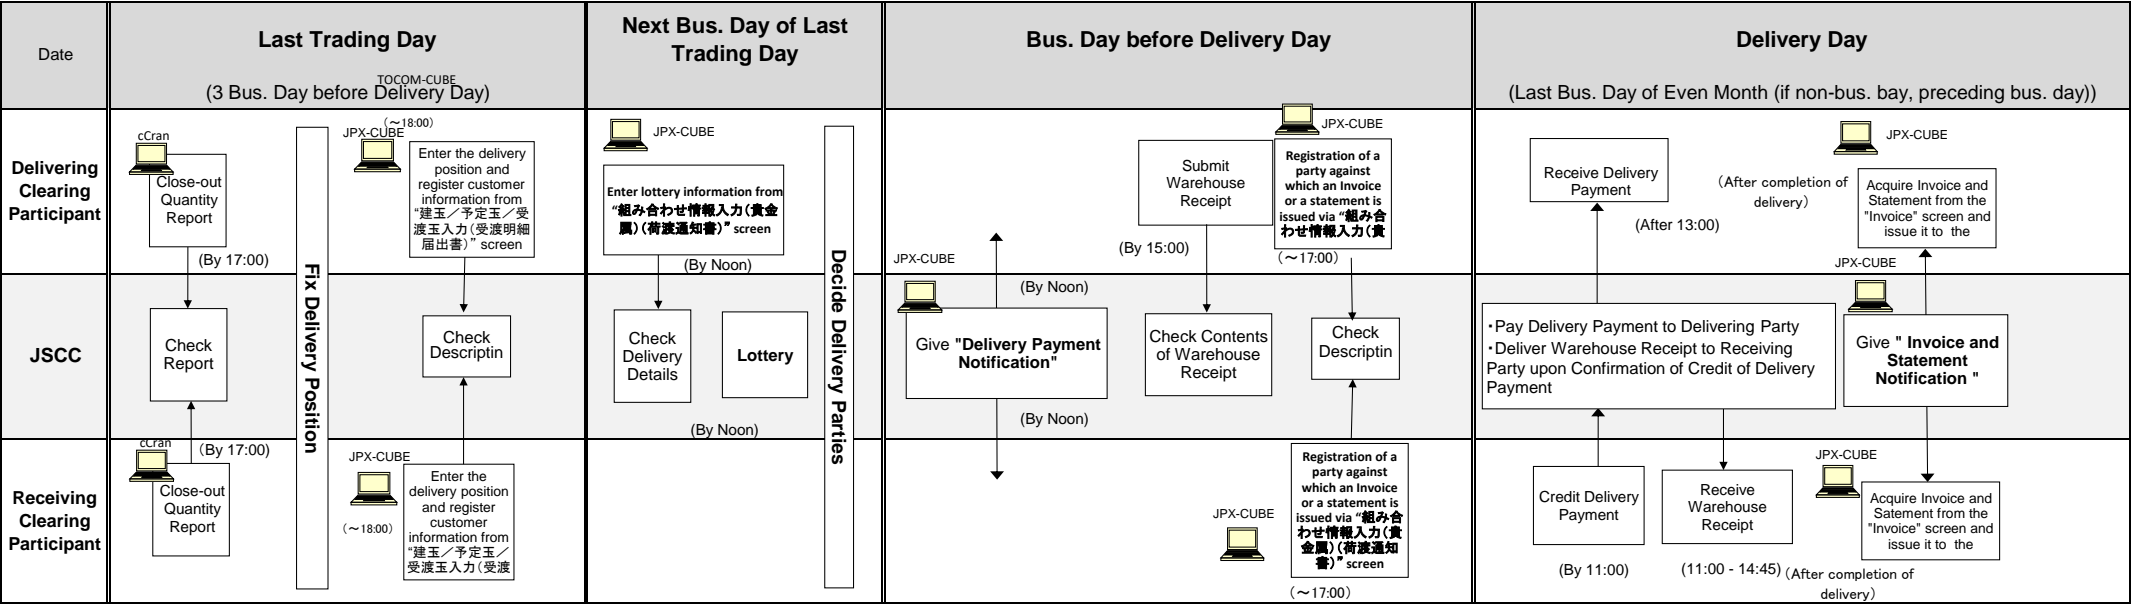 Date
Last Trading Day
TOCOM-CUBE
(3 Bus. Day before Delivery Day)
Next Bus. Day of Last
Trading Day
Bus. Day before Delivery Day
Delivery Day
(Last Bus. Day of Even Month (if non-bus. bay, preceding bus. day))
Delivering
Clearing
Participant
cCran
Close-out
Quantity
Report
(By 17:00)
Fix Delivery Position
(～18:00)
JPX-CUBE
Enter the delivery
position and
register customer
information from
“建玉／予定玉／受
渡玉入力（受渡明細
届出書）” screen
JPX-CUBE
Enter lottery information from
“組み合わせ情報入力（貴金
属）（荷渡通知書）” screen
(By Noon)
Decide Delivery Parties
Submit
Warehouse
Receipt
(By 15:00)
JPX-CUBE
Registration of a
party against
which an Invoice
or a statement is
issued via “組み合
わせ情報入力（貴
(～17:00)
Receive Delivery
Payment
(After 13:00)
JPX-CUBE
（After completion of
delivery）
Acquire Invoice and
Statement from the
"Invoice" screen and
issue it to  the
JSCC
Check
Report
Check
Descriptin
Check
Delivery
Details
Lottery
(By Noon)
JPX-CUBE
(By Noon)
Give "Delivery Payment
Notification"
(By Noon)
Check Contents
of Warehouse
Receipt
Check
Descriptin
・Pay Delivery Payment to Delivering Party
・Deliver Warehouse Receipt to Receiving
Party upon Confirmation of Credit of Delivery
Payment
JPX-CUBE
Give " Invoice and
Statement
Notification "
Receiving
Clearing
Participant
cCran
（By 17:00)
Close-out
Quantity
Report
JPX-CUBE
（～18:00）
Enter the
delivery position
and register
customer
information from
“建玉／予定玉／
受渡玉入力（受渡
JPX-CUBE
Registration of a
party against
which an Invoice
or a statement is
issued via “組み合
わせ情報入力（貴
金属）（荷渡通知
書）” screen
（～17:00）
Credit Delivery
Payment
(By 11:00)
Receive
Warehouse
Receipt
(11:00 - 14:45)
JPX-CUBE
Acquire Invoice and
Satement from the
"Invoice" screen and
issue it to  the
（After completion of
delivery）